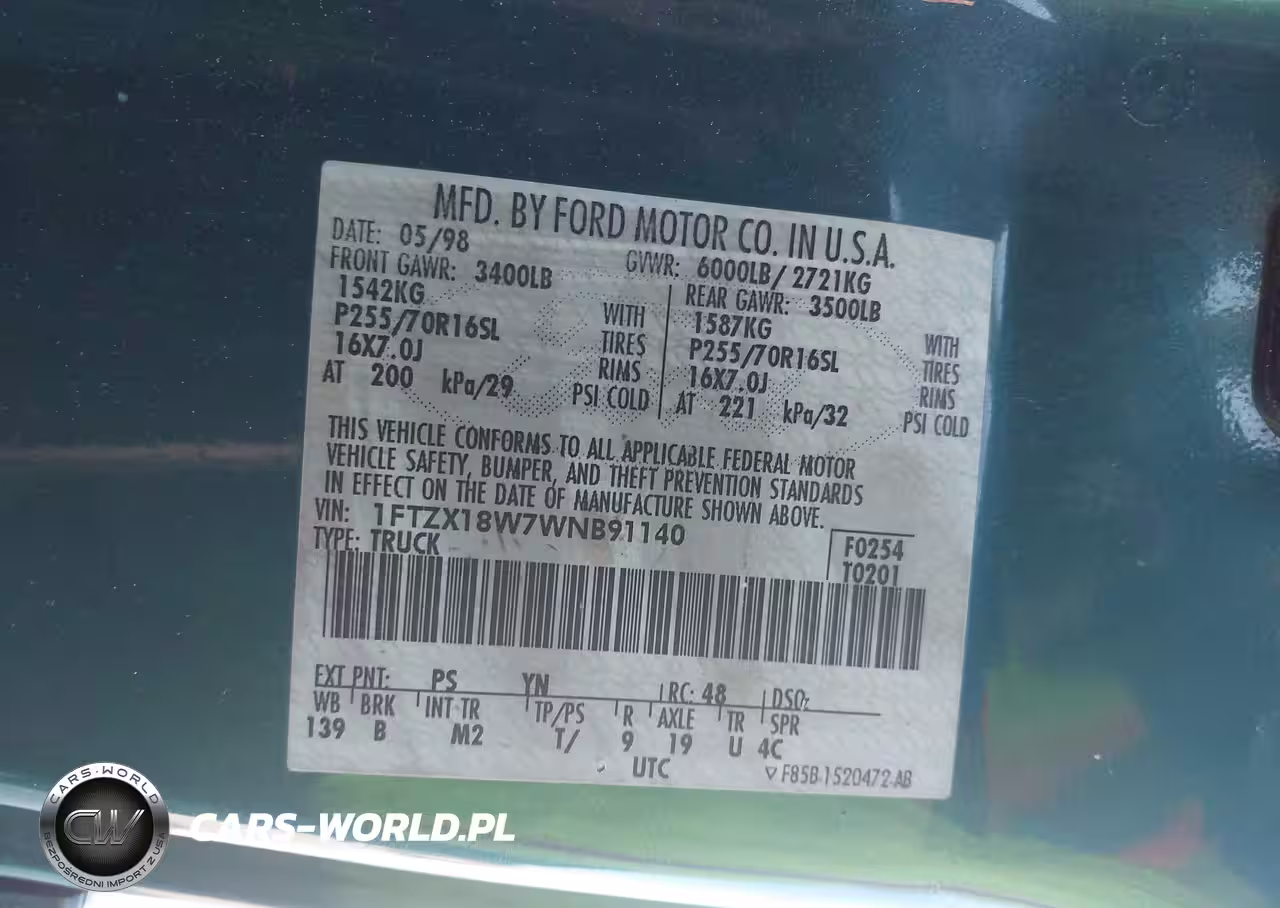 MFD. BY FORD MOTOR CO. IN U.S.A.
DATE: 05/98 GVWR: 6000LB/ 2721KG
FRONT GAWR: 3400LB REAR GAWR: 3500LB
1542KG WITH 1587KG WITH
P255/70R16SL TIRES P255/70R16SL TIRES
16X7.0J RIMS 16X7.0J RIMS
AT 200 kPa/29 PSI COLD AT 221 kPa/32 PSI COLD
THIS VEHICLE CONFORMS TO ALL APPLICABLE FEDERAL MOTOR
VEHICLE SAFETY, BUMPER, AND THEFT PREVENTION STANDARDS
IN EFFECT ON THE DATE OF MANUFACTURE SHOWN ABOVE.
VIN: 1FTZX18W7WNB91140
TYPE: TRUCK
F0254
T0201
EXT PNT: PS YN RC: 48 DSO:
WB BRK INT TR TP/PS R AXLE TR SPR
139 B M2 T/ 9 19 U 4C
UTC ▽ F85B-1520472-AB
CARS-WORLD
CW
BEZPOŚREDNI IMPORT Z USA
CARS-WORLD.PL